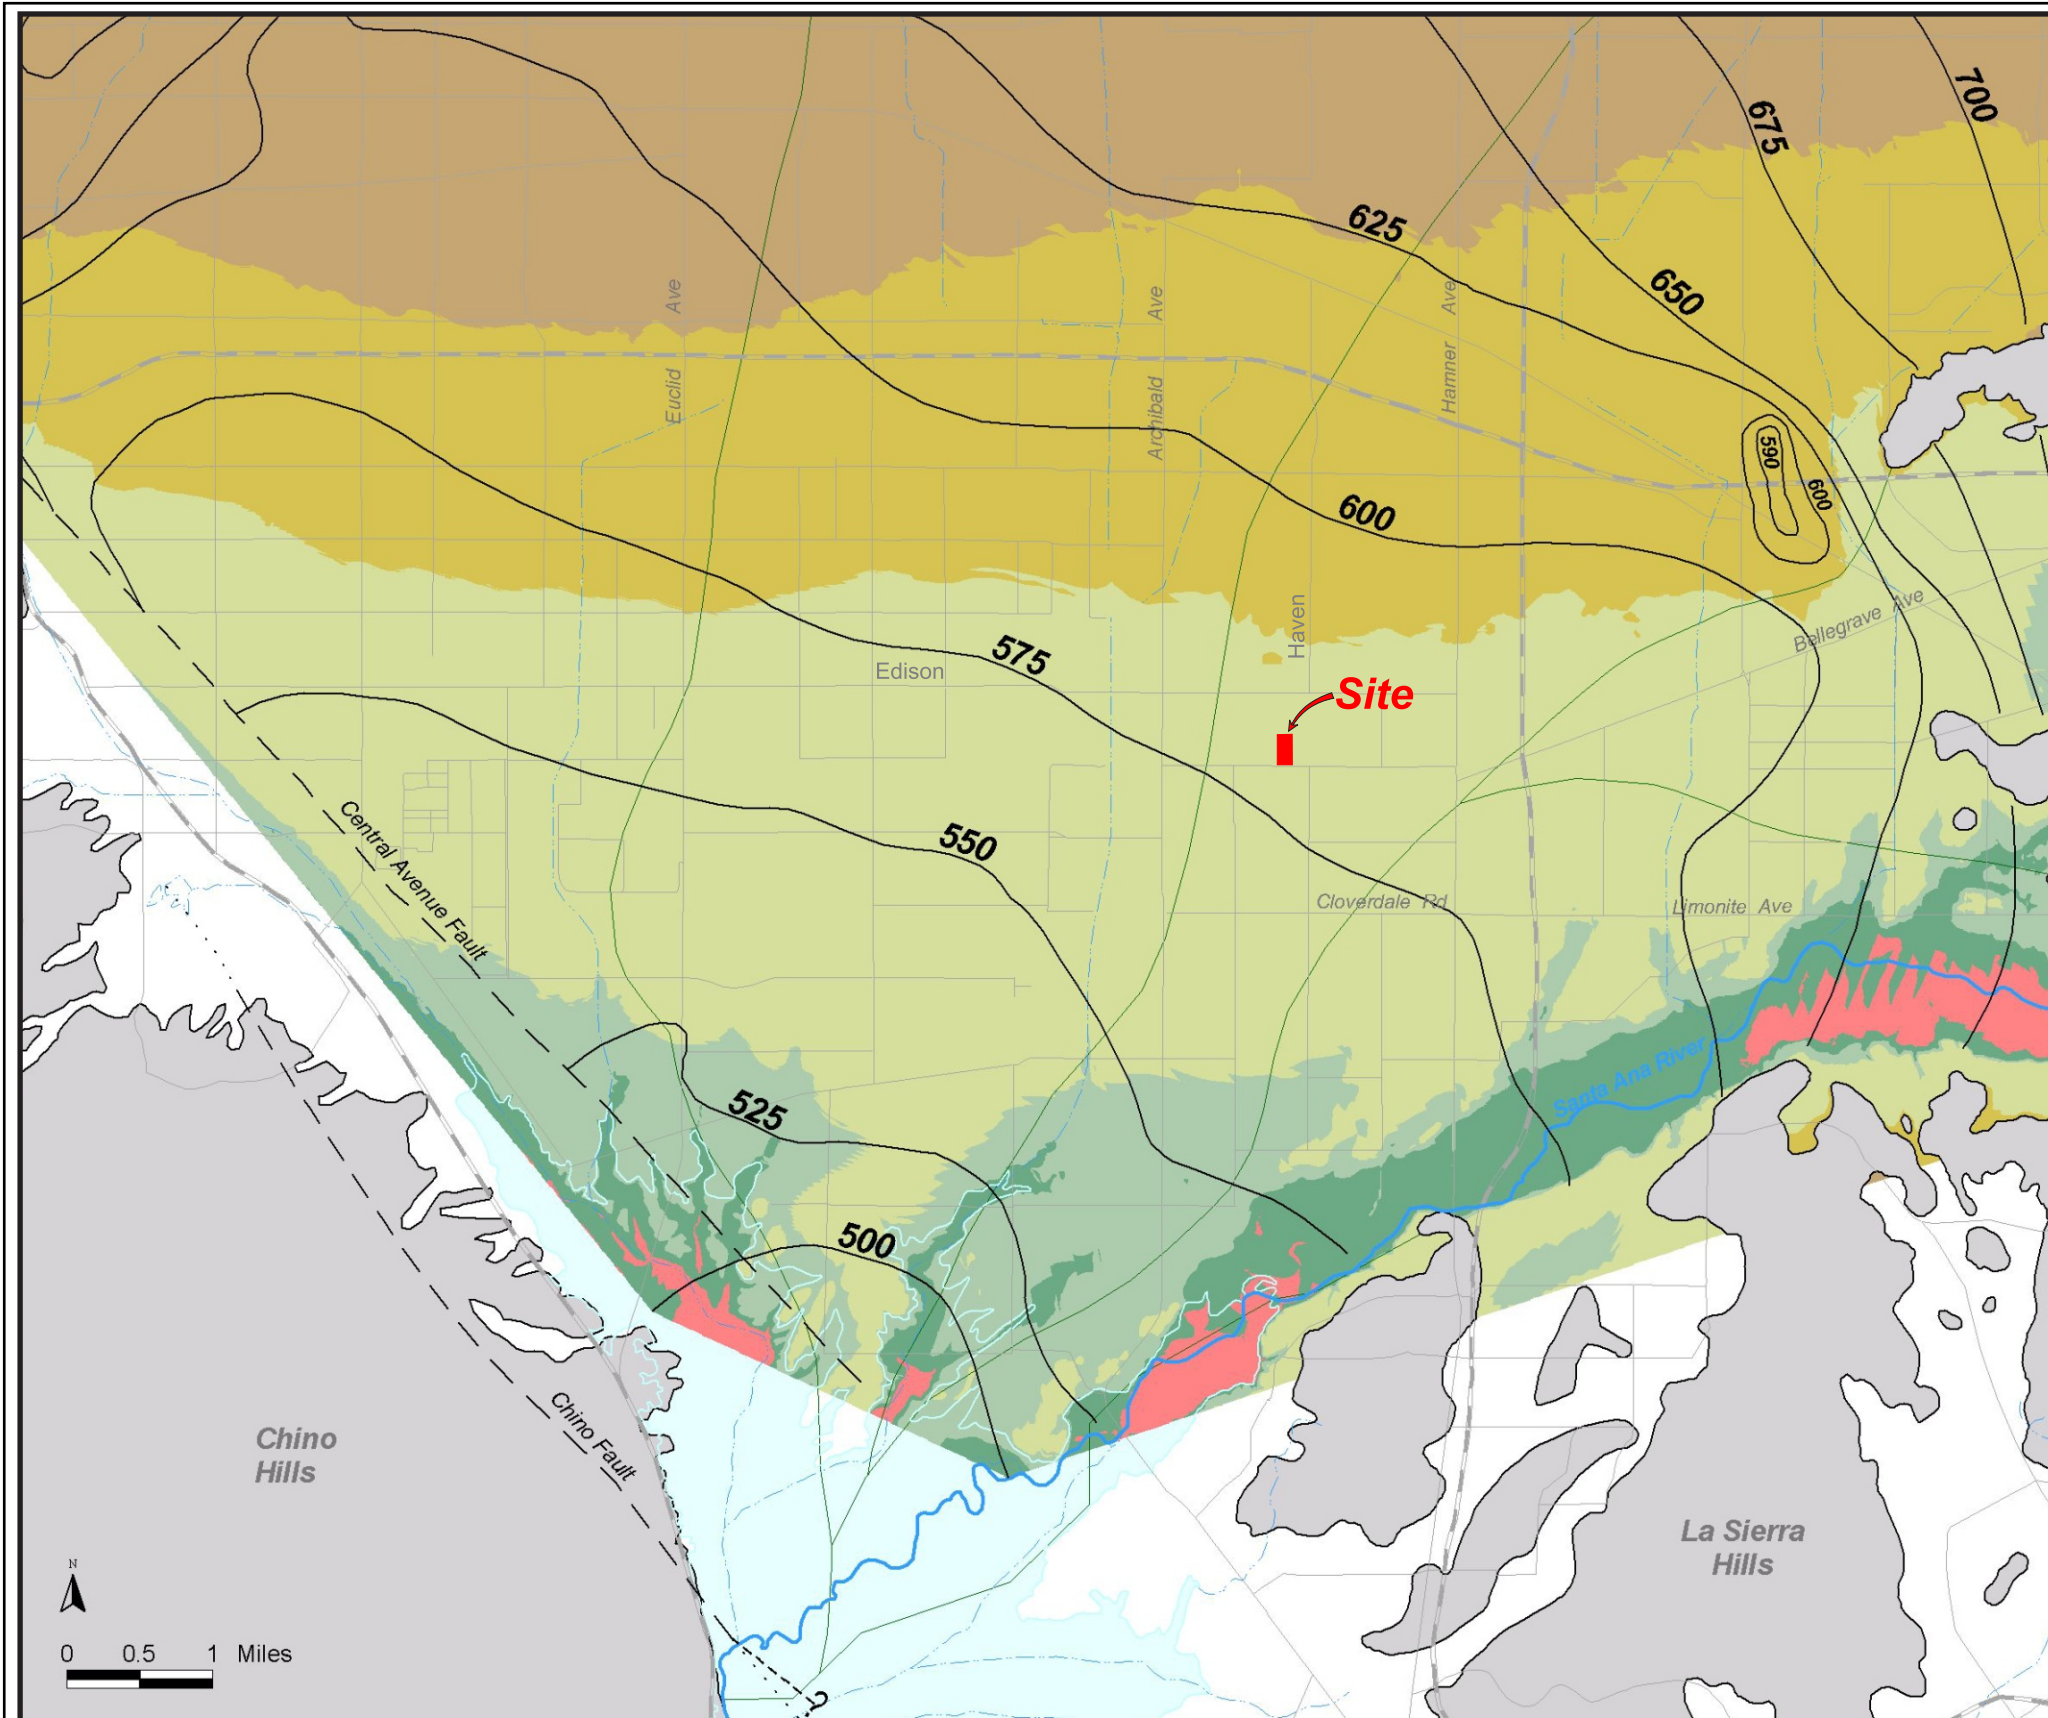 700
675
625
650
Ave
Ave
Ave
Euclid
Archibald
Hamner
590
600
600
Haven
Bellegrave Ave
575
Edison
Site
Central Avenue Fault
550
Cloverdale Rd
Limonite Ave
525
Santa Ana River
500
Chino Fault
Chino
Hills
La Sierra
Hills
N
0 0.5 1 Miles
?